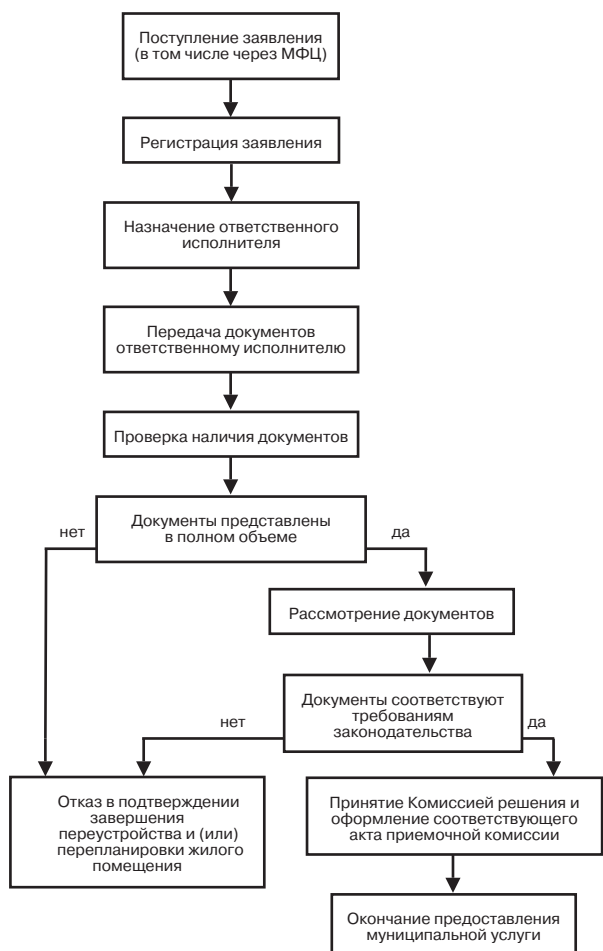 Поступление заявления
(в том числе через МФЦ)
Регистрация заявления
Назначение ответственного
исполнителя
Передача документов
ответственному исполнителю
Проверка наличия документов
нет
Документы представлены
в полном объеме
да
Рассмотрение документов
нет
Документы соответствуют
требованиям
законодательства
да
Отказ в подтверждении
завершения
переустройства и (или)
перепланировки жилого
помещения
Принятие Комиссией решения и
оформление соответствующего
акта приемочной комиссии
Окончание предоставления
муниципальной услуги